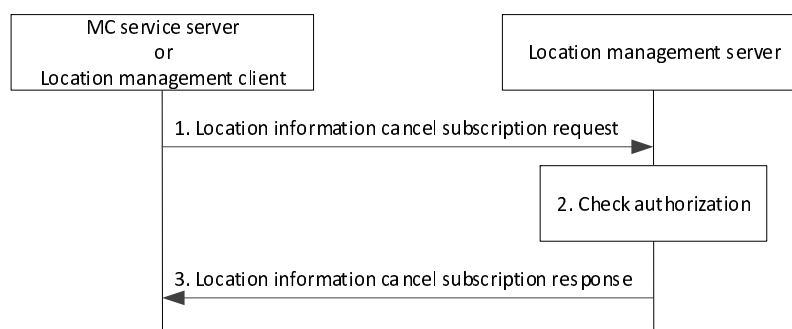 MC service server
or
Location management client
Location management server
1. Location information cancel subscription request
2. Check authorization
3. Location information cancel subscription response